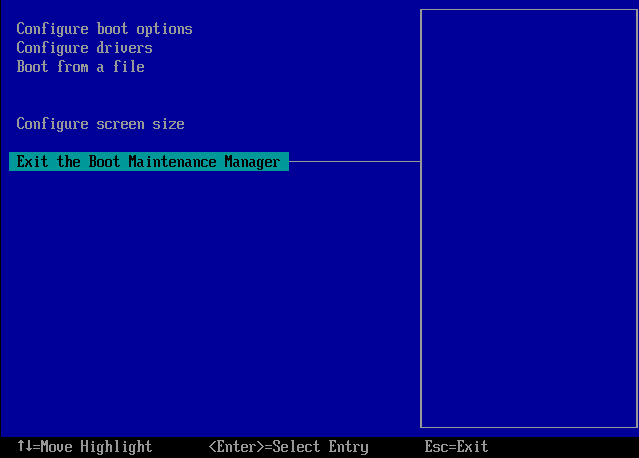 Configure boot options
Configure drivers
Boot from a file
Configure screen size
Exit the Boot Maintenance Manager
↑↓=Move Highlight <Enter>=Select Entry Esc=Exit